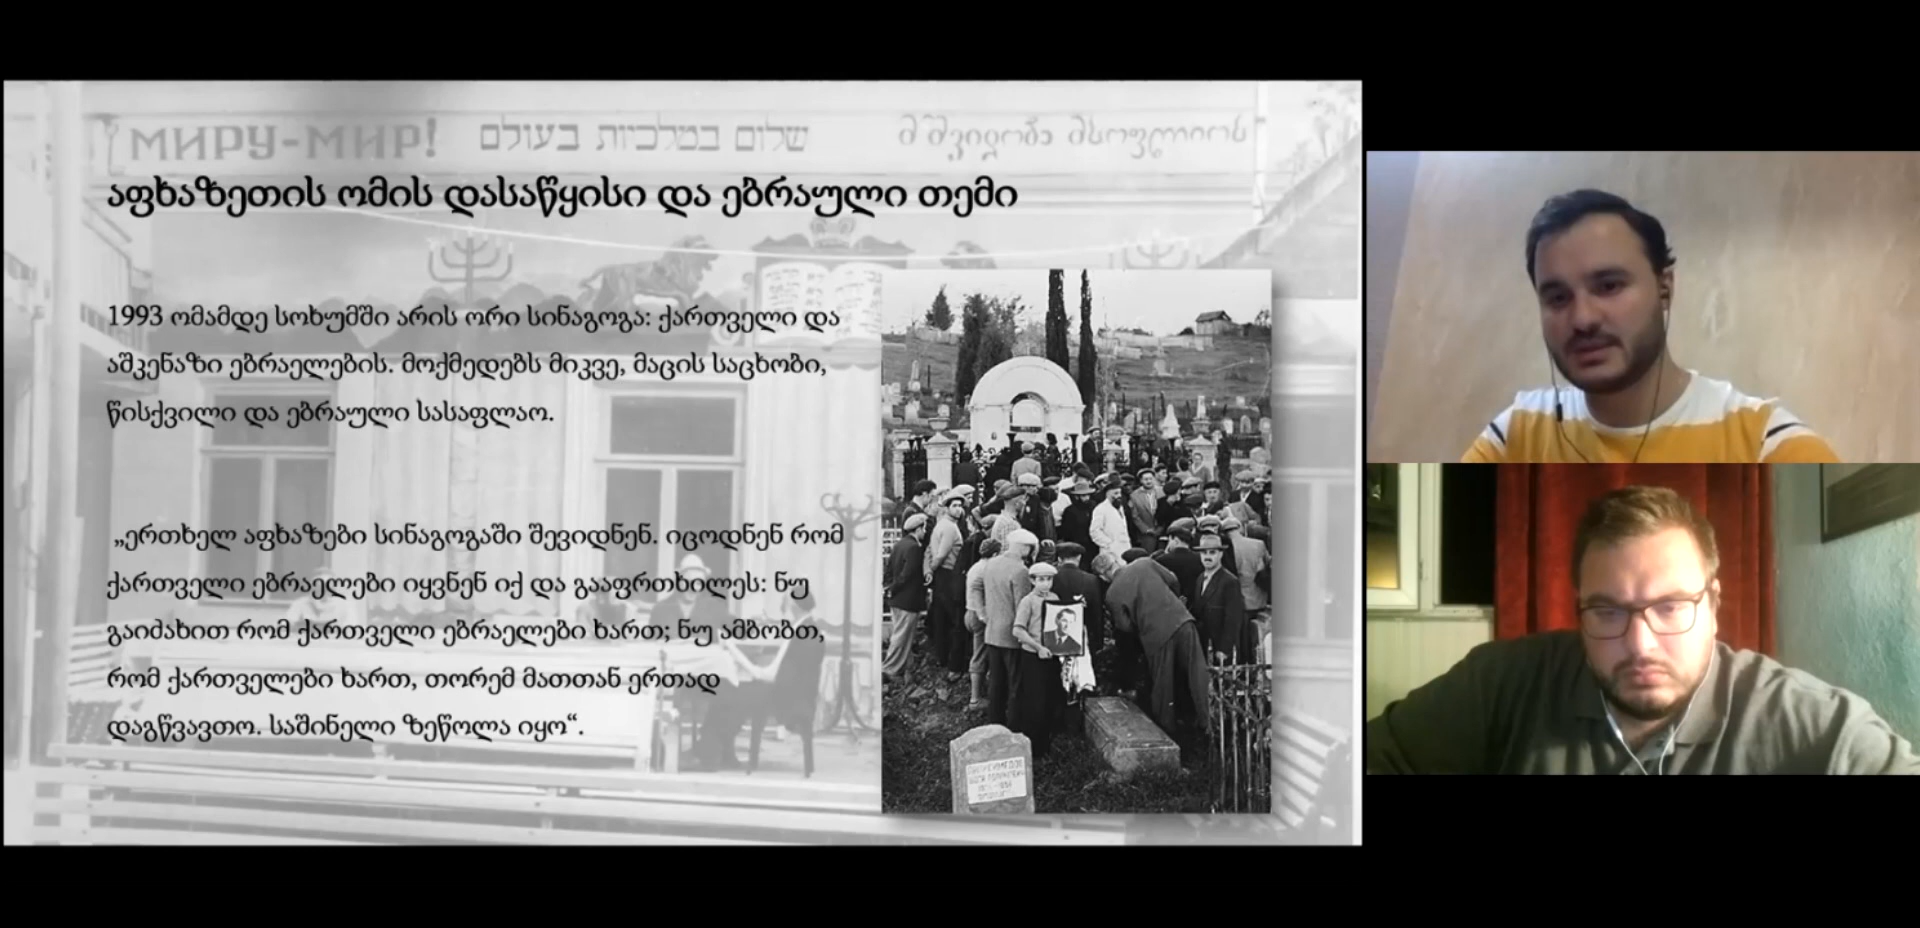 МИРУ-МИР! שלום במלכיות בעולם მშვიდობა მსოფლიოს
აფხაზეთის ომის დასაწყისი და ებრაული თემი
1993 ომამდე სოხუმში არის ორი სინაგოგა: ქართველი და
აშკენაზი ებრაელების. მოქმედებს მიკვე, მაცის საცხობი,
წისქვილი და ებრაული სასაფლაო.
„ერთხელ აფხაზები სინაგოგაში შევიდნენ. იცოდნენ რომ
ქართველი ებრაელები იყვნენ იქ და გააფრთხილეს: ნუ
გაიძახით რომ ქართველი ებრაელები ხართ; ნუ ამბობთ,
რომ ქართველები ხართ, თორემ მათთან ერთად
დაგწვავთო. საშინელი ზეწოლა იყო“.